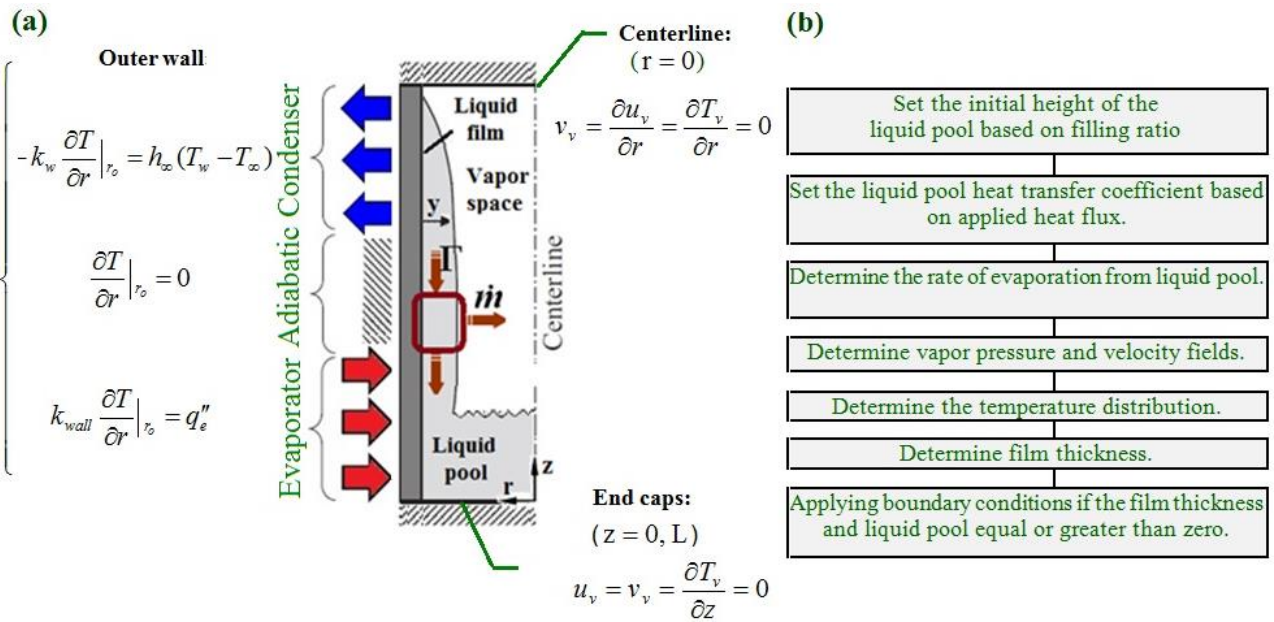 (a)
Outer wall
-k_w ∂T/∂r |_{r_o} = h_∞ (T_w − T_∞)
∂T/∂r |_{r_o} = 0
k_{wall} ∂T/∂r |_{r_o} = q″_e
Condenser
Adiabatic
Evaporator
Liquid
film
Vapor
space
y
Γ
ṁ
Centerline
Liquid
pool
z
r
Centerline:
(r = 0)
v_v = ∂u_v/∂r = ∂T_v/∂r = 0
End caps:
(z = 0, L)
u_v = v_v = ∂T_v/∂z = 0
(b)
Set the initial height of the
liquid pool based on filling ratio
Set the liquid pool heat transfer coefficient based
on applied heat flux.
Determine the rate of evaporation from liquid pool.
Determine vapor pressure and velocity fields.
Determine the temperature distribution.
Determine film thickness.
Applying boundary conditions if the film thickness
and liquid pool equal or greater than zero.